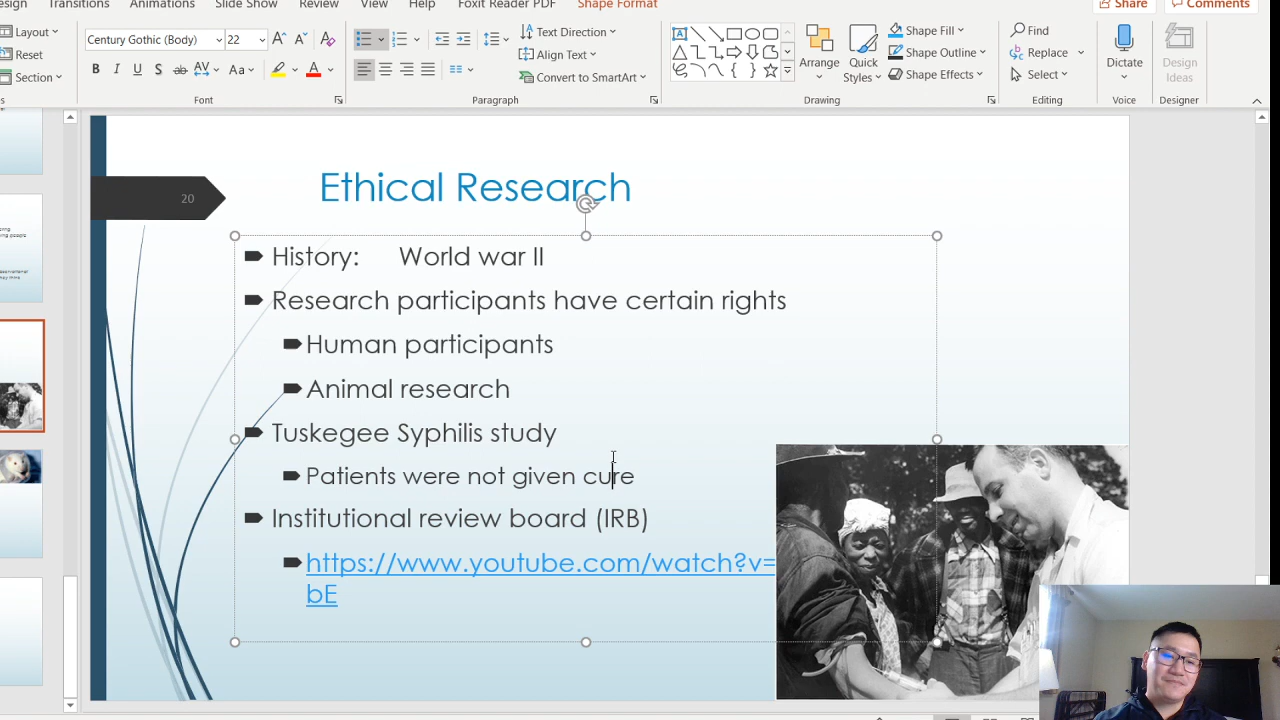 esign Transitions Animations Slide Show Review View Help Foxit Reader PDF Shape Format Share Comments
Layout Century Gothic (Body) 22 A A A Text Direction Shape Fill Find
Reset Align Text Shape Outline Replace
Section B I U S ab AV Aa A Convert to SmartArt Arrange Quick Styles Shape Effects Select Dictate Design Ideas
Font Paragraph Drawing Editing Voice Designer
20
Ethical Research
History: World war II
Research participants have certain rights
Human participants
Animal research
Tuskegee Syphilis study
Patients were not given cure
Institutional review board (IRB)
https://www.youtube.com/watch?v=
bE